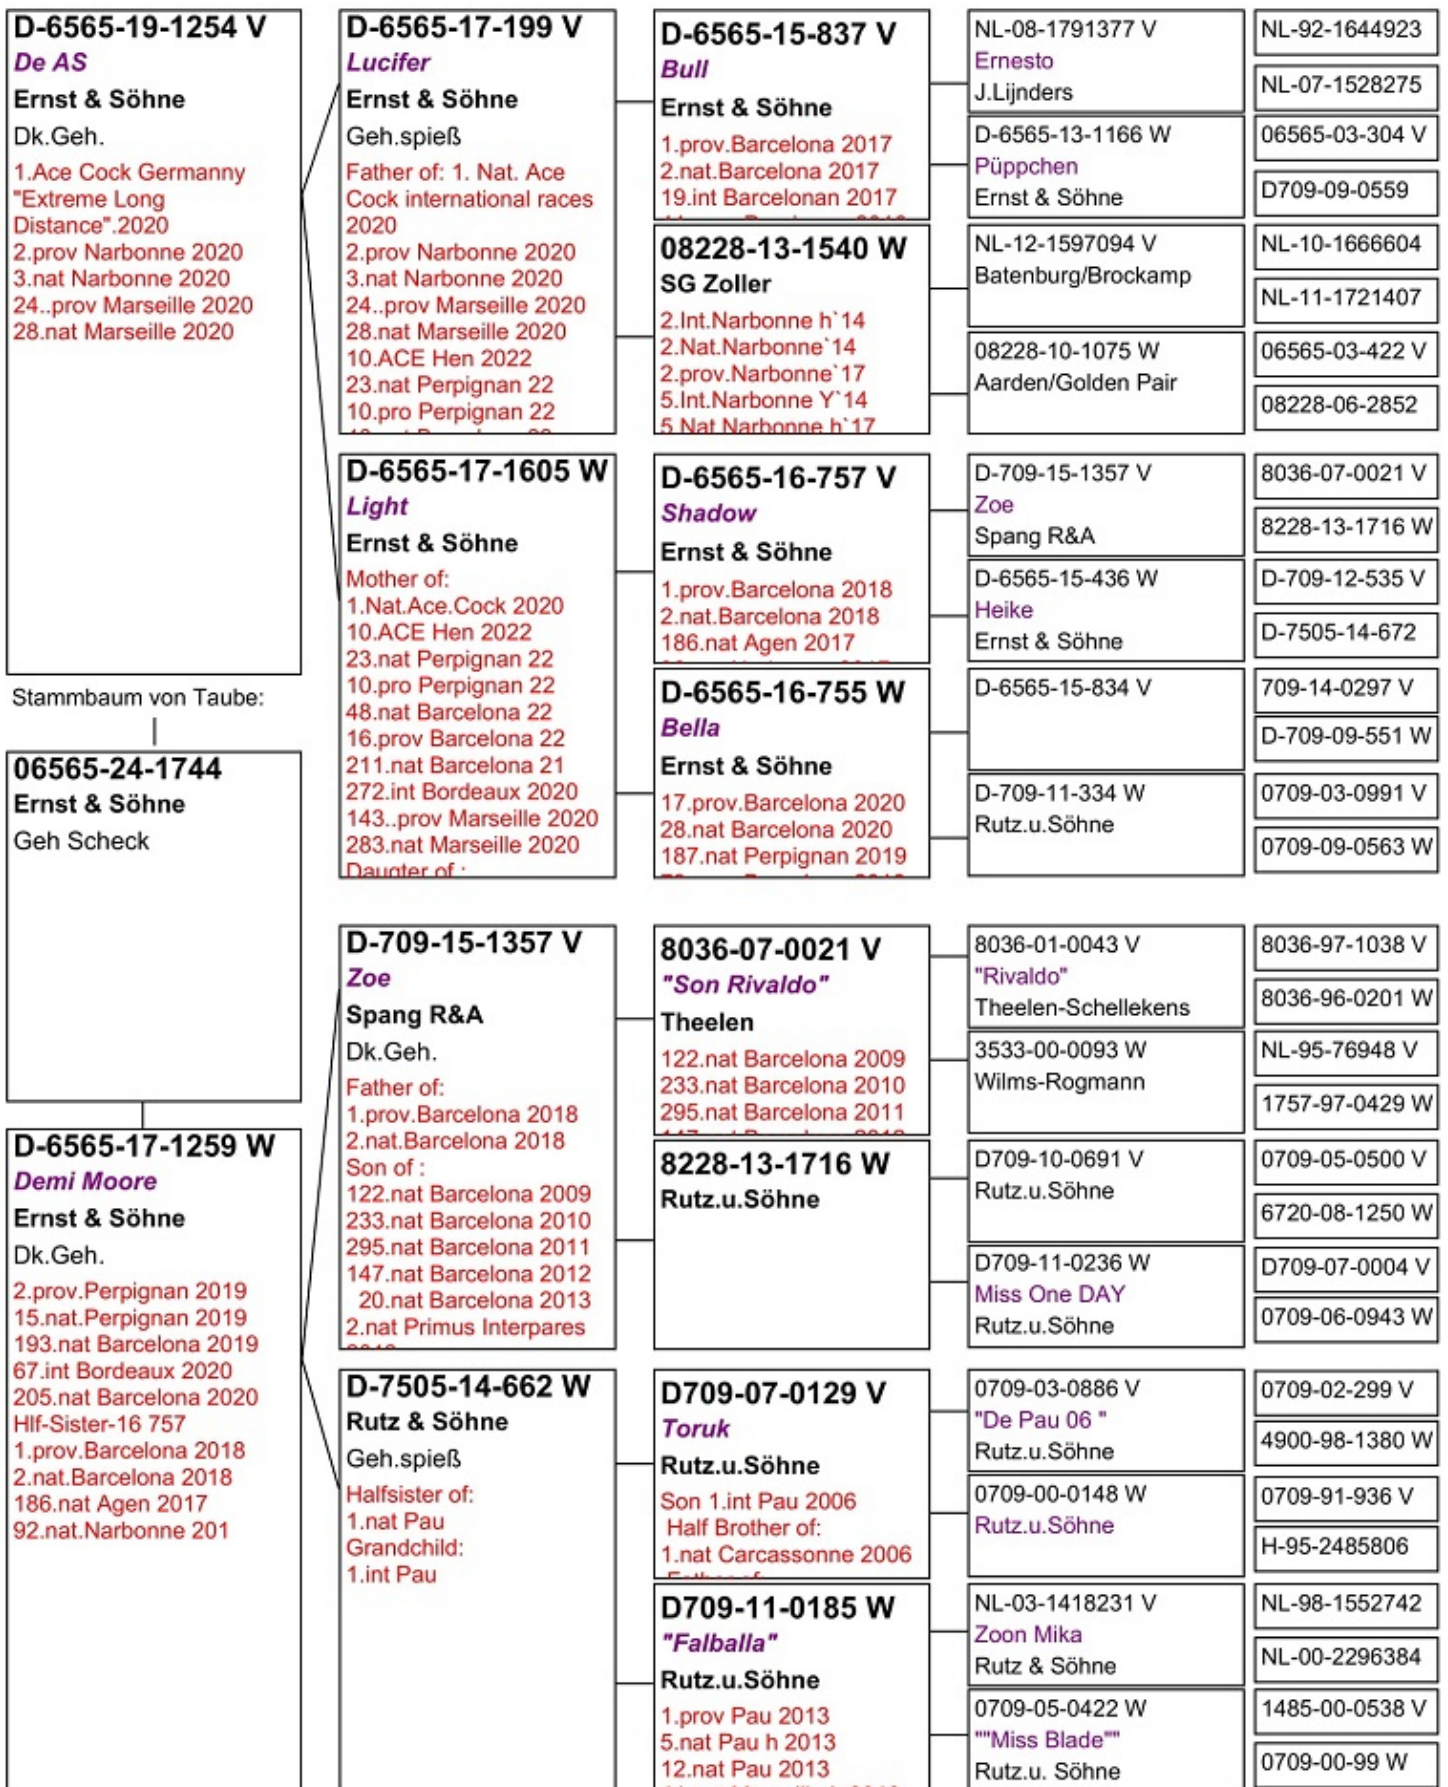 D-6565-19-1254 V
De AS
Ernst & Söhne
Dk.Geh.
1.Ace Cock Germanny
"Extreme Long
Distance".2020
2.prov Narbonne 2020
3.nat Narbonne 2020
24..prov Marseille 2020
28.nat Marseille 2020
Stammbaum von Taube:
06565-24-1744
Ernst & Söhne
Geh Scheck
D-6565-17-1259 W
Demi Moore
Ernst & Söhne
Dk.Geh.
2.prov.Perpignan 2019
15.nat.Perpignan 2019
193.nat Barcelona 2019
67.int Bordeaux 2020
205.nat Barcelona 2020
Hlf-Sister-16 757
1.prov.Barcelona 2018
2.nat.Barcelona 2018
186.nat Agen 2017
92.nat.Narbonne 201
D-6565-17-199 V
Lucifer
Ernst & Söhne
Geh.spieß
Father of: 1. Nat. Ace
Cock international races
2020
2.prov Narbonne 2020
3.nat Narbonne 2020
24..prov Marseille 2020
28.nat Marseille 2020
10.ACE Hen 2022
23.nat Perpignan 22
10.pro Perpignan 22
D-6565-17-1605 W
Light
Ernst & Söhne
Mother of:
1.Nat.Ace.Cock 2020
10.ACE Hen 2022
23.nat Perpignan 22
10.pro Perpignan 22
48.nat Barcelona 22
16.prov Barcelona 22
211.nat Barcelona 21
272.int Bordeaux 2020
143..prov Marseille 2020
283.nat Marseille 2020
Daugter of :
D-709-15-1357 V
Zoe
Spang R&A
Dk.Geh.
Father of:
1.prov.Barcelona 2018
2.nat.Barcelona 2018
Son of :
122.nat Barcelona 2009
233.nat Barcelona 2010
295.nat Barcelona 2011
147.nat Barcelona 2012
20.nat Barcelona 2013
2.nat Primus Interpares
D-7505-14-662 W
Rutz & Söhne
Geh.spieß
Halfsister of:
1.nat Pau
Grandchild:
1.int Pau
D-6565-15-837 V
Bull
Ernst & Söhne
1.prov.Barcelona 2017
2.nat.Barcelona 2017
19.int Barcelonan 2017
08228-13-1540 W
SG Zoller
2.Int.Narbonne h`14
2.Nat.Narbonne`14
2.prov.Narbonne`17
5.Int.Narbonne Y`14
5 Nat Narbonne h`17
D-6565-16-757 V
Shadow
Ernst & Söhne
1.prov.Barcelona 2018
2.nat.Barcelona 2018
186.nat Agen 2017
D-6565-16-755 W
Bella
Ernst & Söhne
17.prov.Barcelona 2020
28.nat Barcelona 2020
187.nat Perpignan 2019
8036-07-0021 V
"Son Rivaldo"
Theelen
122.nat Barcelona 2009
233.nat Barcelona 2010
295.nat Barcelona 2011
8228-13-1716 W
Rutz.u.Söhne
D709-07-0129 V
Toruk
Rutz.u.Söhne
Son 1.int Pau 2006
Half Brother of:
1.nat Carcassonne 2006
D709-11-0185 W
"Falballa"
Rutz.u.Söhne
1.prov Pau 2013
5.nat Pau h 2013
12.nat Pau 2013
NL-08-1791377 V
Ernesto
J.Lijnders
D-6565-13-1166 W
Püppchen
Ernst & Söhne
NL-12-1597094 V
Batenburg/Brockamp
08228-10-1075 W
Aarden/Golden Pair
D-709-15-1357 V
Zoe
Spang R&A
D-6565-15-436 W
Heike
Ernst & Söhne
D-6565-15-834 V
D-709-11-334 W
Rutz.u.Söhne
8036-01-0043 V
"Rivaldo"
Theelen-Schellekens
3533-00-0093 W
Wilms-Rogmann
D709-10-0691 V
Rutz.u.Söhne
D709-11-0236 W
Miss One DAY
Rutz.u.Söhne
0709-03-0886 V
"De Pau 06 "
Rutz.u.Söhne
0709-00-0148 W
Rutz.u.Söhne
NL-03-1418231 V
Zoon Mika
Rutz & Söhne
0709-05-0422 W
""Miss Blade""
Rutz.u. Söhne
NL-92-1644923
NL-07-1528275
06565-03-304 V
D709-09-0559
NL-10-1666604
NL-11-1721407
06565-03-422 V
08228-06-2852
8036-07-0021 V
8228-13-1716 W
D-709-12-535 V
D-7505-14-672
709-14-0297 V
D-709-09-551 W
0709-03-0991 V
0709-09-0563 W
8036-97-1038 V
8036-96-0201 W
NL-95-76948 V
1757-97-0429 W
0709-05-0500 V
6720-08-1250 W
D709-07-0004 V
0709-06-0943 W
0709-02-299 V
4900-98-1380 W
0709-91-936 V
H-95-2485806
NL-98-1552742
NL-00-2296384
1485-00-0538 V
0709-00-99 W